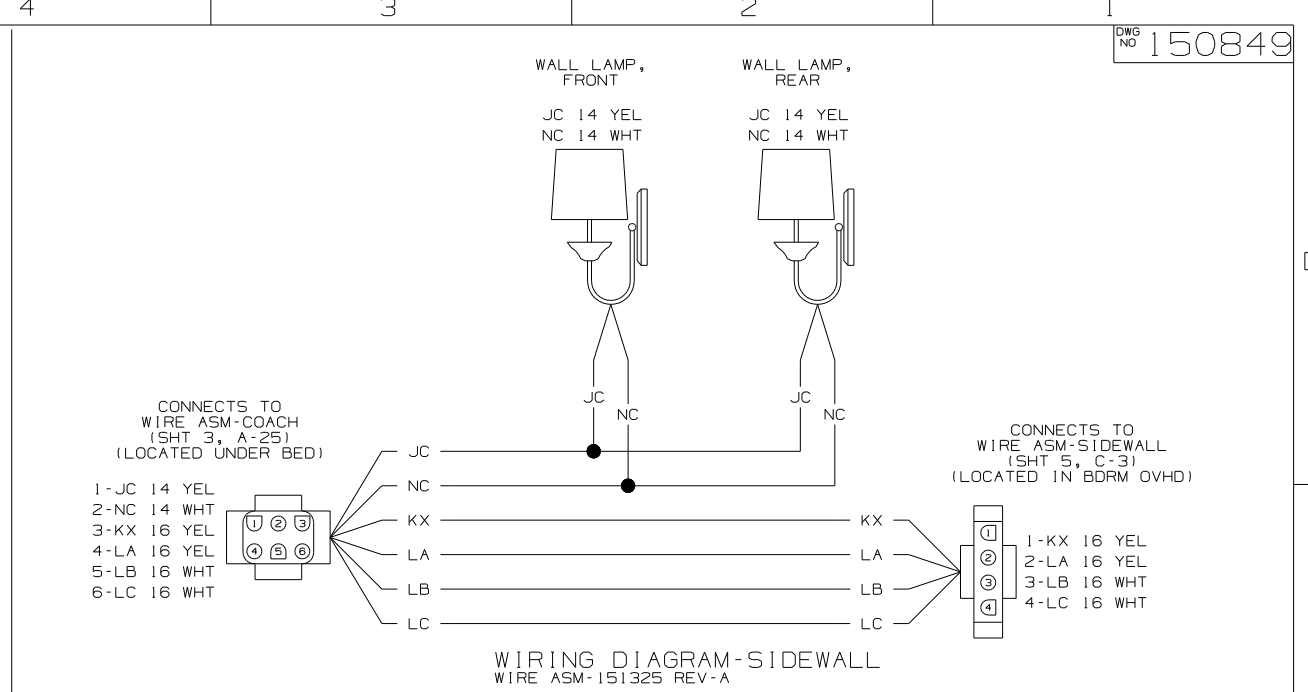 4 3 2 1
DWG NO 150849
WALL LAMP,
FRONT
JC 14 YEL
NC 14 WHT
WALL LAMP,
REAR
JC 14 YEL
NC 14 WHT
JC
NC
JC
NC
CONNECTS TO
WIRE ASM-COACH
(SHT 3, A-25)
(LOCATED UNDER BED)
1-JC 14 YEL
2-NC 14 WHT
3-KX 16 YEL
4-LA 16 YEL
5-LB 16 WHT
6-LC 16 WHT
1 2 3
4 5 6
JC
NC
KX
LA
LB
LC
KX
LA
LB
LC
CONNECTS TO
WIRE ASM-SIDEWALL
(SHT 5, C-3)
(LOCATED IN BDRM OVHD)
1
2
3
4
1-KX 16 YEL
2-LA 16 YEL
3-LB 16 WHT
4-LC 16 WHT
WIRING DIAGRAM-SIDEWALL
WIRE ASM-151325 REV-A